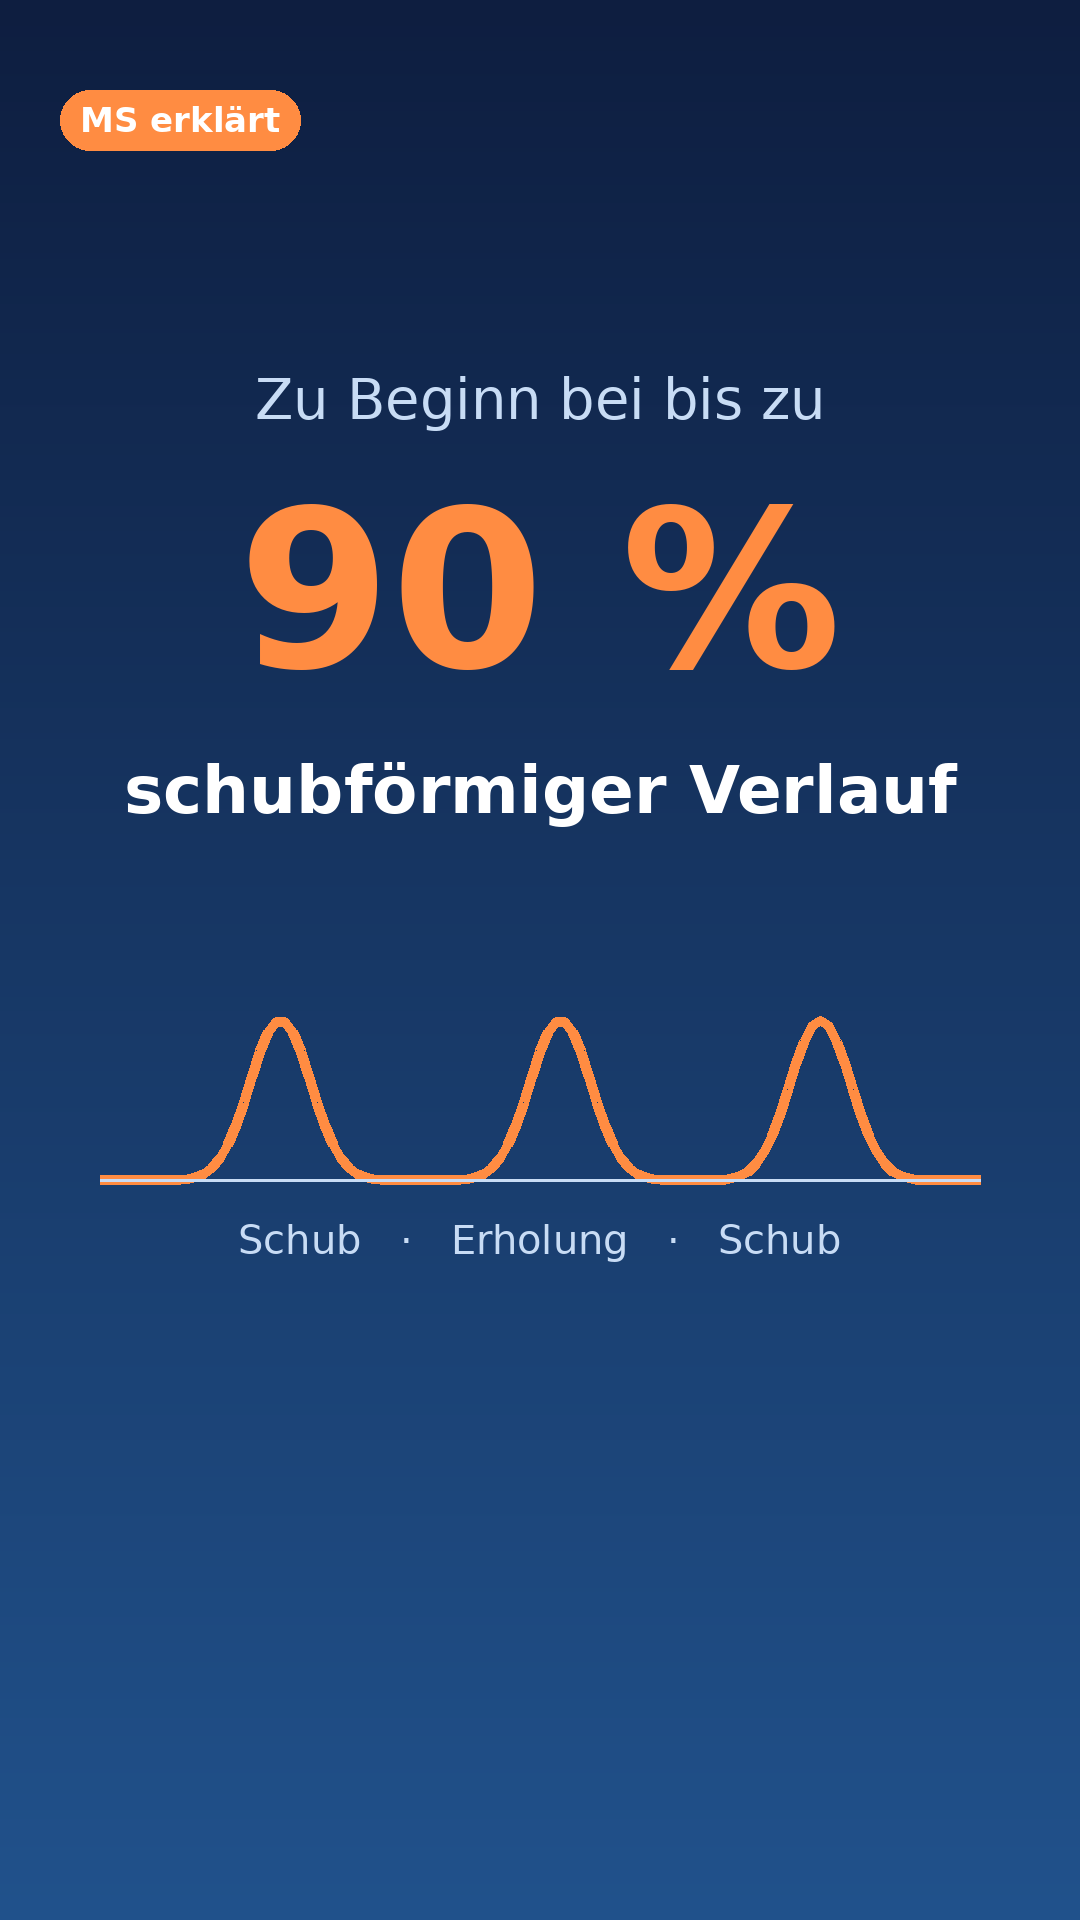 MS erklärt
Zu Beginn bei bis zu
90 %
schubförmiger Verlauf
Schub · Erholung · Schub